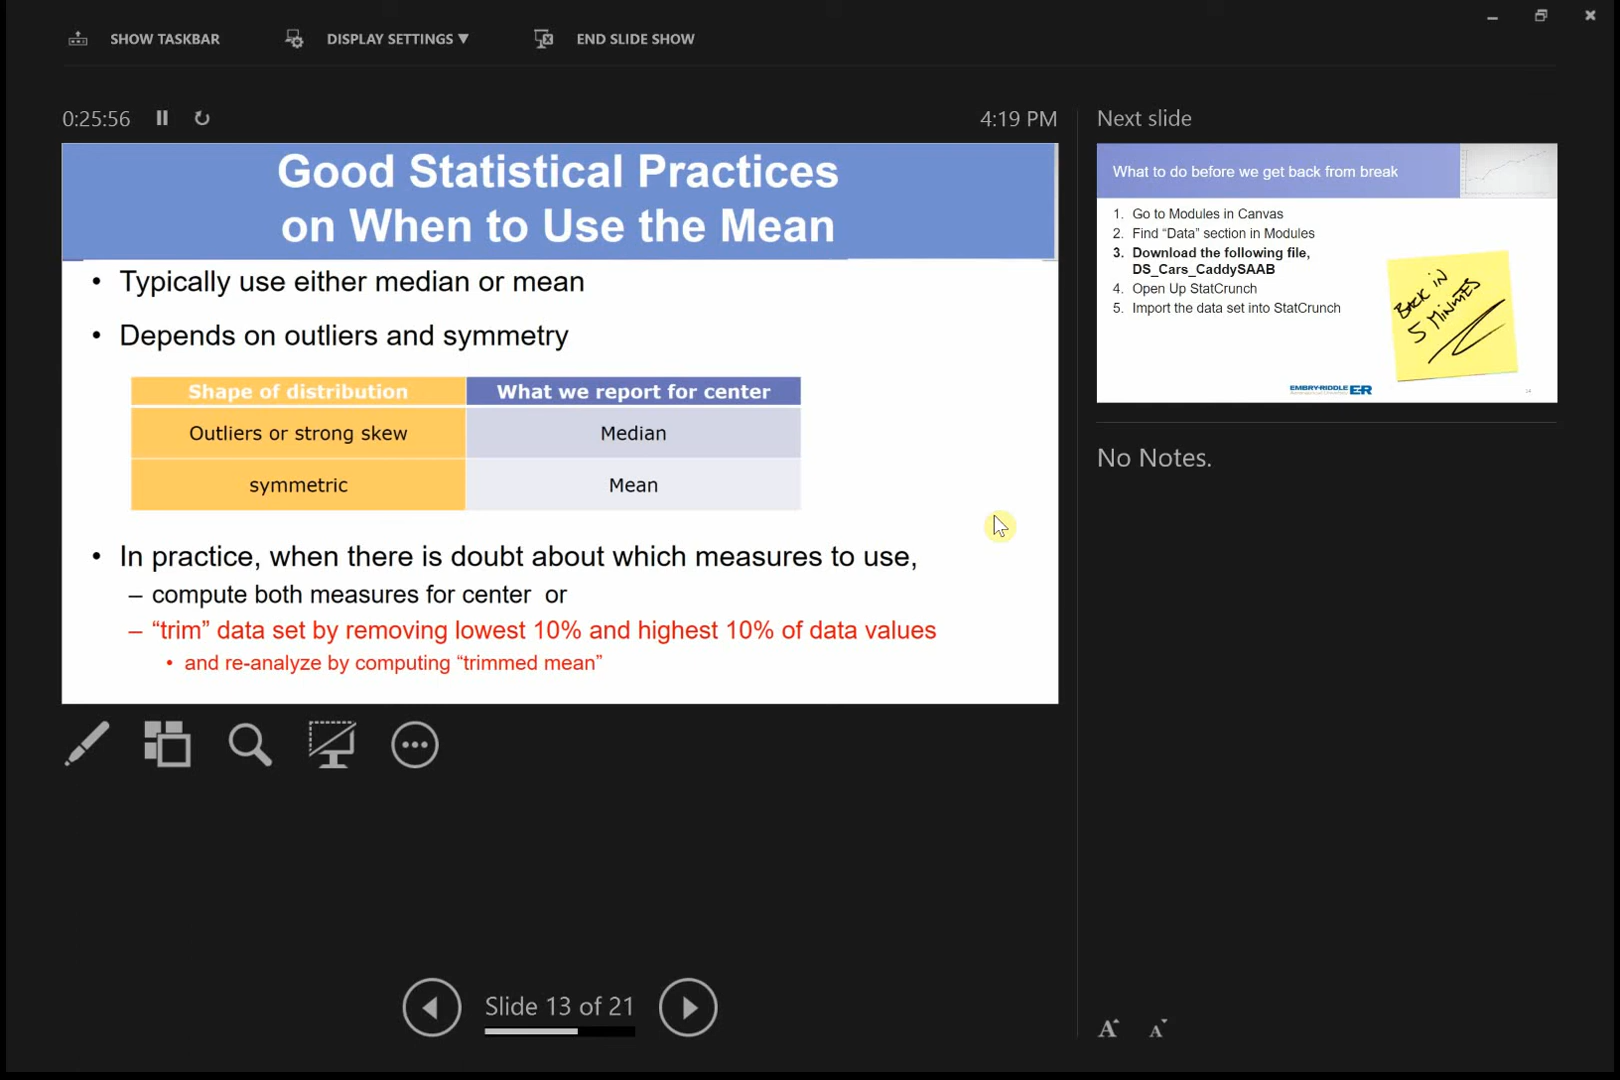 SHOW TASKBAR
DISPLAY SETTINGS ▼
END SLIDE SHOW
0:25:56
4:19 PM
Good Statistical Practices
on When to Use the Mean
• Typically use either median or mean
• Depends on outliers and symmetry
Shape of distribution What we report for center
Outliers or strong skew Median
symmetric Mean
• In practice, when there is doubt about which measures to use,
– compute both measures for center or
– “trim” data set by removing lowest 10% and highest 10% of data values
• and re-analyze by computing “trimmed mean”
Slide 13 of 21
Next slide
What to do before we get back from break
1. Go to Modules in Canvas
2. Find “Data” section in Modules
3. Download the following file,
DS_Cars_CaddySAAB
4. Open Up StatCrunch
5. Import the data set into StatCrunch
BACK IN
5 MINUTES
EMBRY-RIDDLE
No Notes.
A A